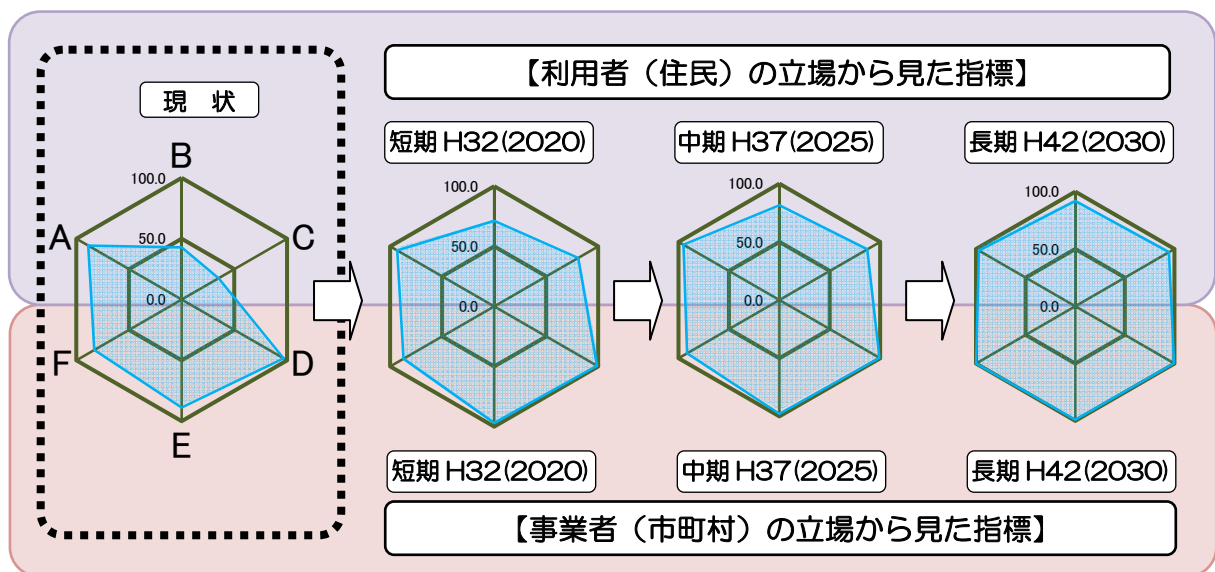 【利用者（住民）の立場から見た指標】
現 状
短期 H32(2020)
中期 H37(2025)
長期 H42(2030)
B
100.0
A
50.0
C
0.0
F
D
E
100.0
50.0
0.0
100.0
50.0
0.0
100.0
50.0
0.0
短期 H32(2020)
中期 H37(2025)
長期 H42(2030)
【事業者（市町村）の立場から見た指標】